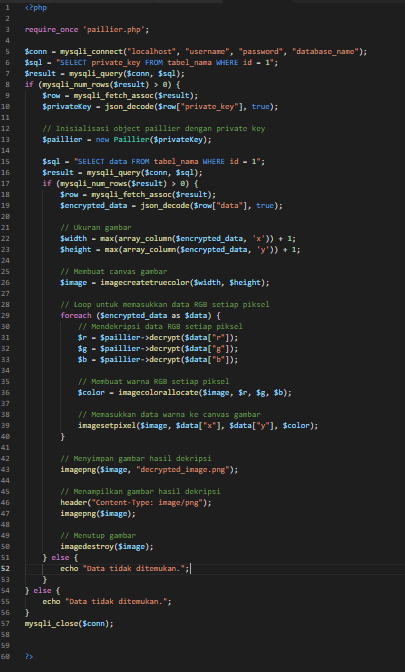 1 <?php
2
3 require_once 'paillier.php';
4
5 $conn = mysqli_connect("localhost", "username", "password", "database_name");
6 $sql = "SELECT private_key FROM tabel_nama WHERE id = 1";
7 $result = mysqli_query($conn, $sql);
8 if (mysqli_num_rows($result) > 0) {
9     $row = mysqli_fetch_assoc($result);
10     $privateKey = json_decode($row["private_key"], true);
11
12     // Inisialisasi object paillier dengan private key
13     $paillier = new Paillier($privateKey);
14
15     $sql = "SELECT data FROM tabel_nama WHERE id = 1";
16     $result = mysqli_query($conn, $sql);
17     if (mysqli_num_rows($result) > 0) {
18         $row = mysqli_fetch_assoc($result);
19         $encrypted_data = json_decode($row["data"], true);
20
21         // Ukuran gambar
22         $width = max(array_column($encrypted_data, 'x')) + 1;
23         $height = max(array_column($encrypted_data, 'y')) + 1;
24
25         // Membuat canvas gambar
26         $image = imagecreatetruecolor($width, $height);
27
28         // Loop untuk memasukkan data RGB setiap piksel
29         foreach ($encrypted_data as $data) {
30             // Mendekripsi data RGB setiap piksel
31             $r = $paillier->decrypt($data["r"]);
32             $g = $paillier->decrypt($data["g"]);
33             $b = $paillier->decrypt($data["b"]);
34
35             // Membuat warna RGB setiap piksel
36             $color = imagecolorallocate($image, $r, $g, $b);
37
38             // Memasukkan data warna ke canvas gambar
39             imagesetpixel($image, $data["x"], $data["y"], $color);
40         }
41
42         // Menyimpan gambar hasil dekripsi
43         imagepng($image, "decrypted_image.png");
44
45         // Menampilkan gambar hasil dekripsi
46         header("Content-Type: image/png");
47         imagepng($image);
48
49         // Menutup gambar
50         imagedestroy($image);
51     } else {
52         echo "Data tidak ditemukan.";
53     }
54 } else {
55     echo "Data tidak ditemukan.";
56 }
57 mysqli_close($conn);
58
59
60 ?>